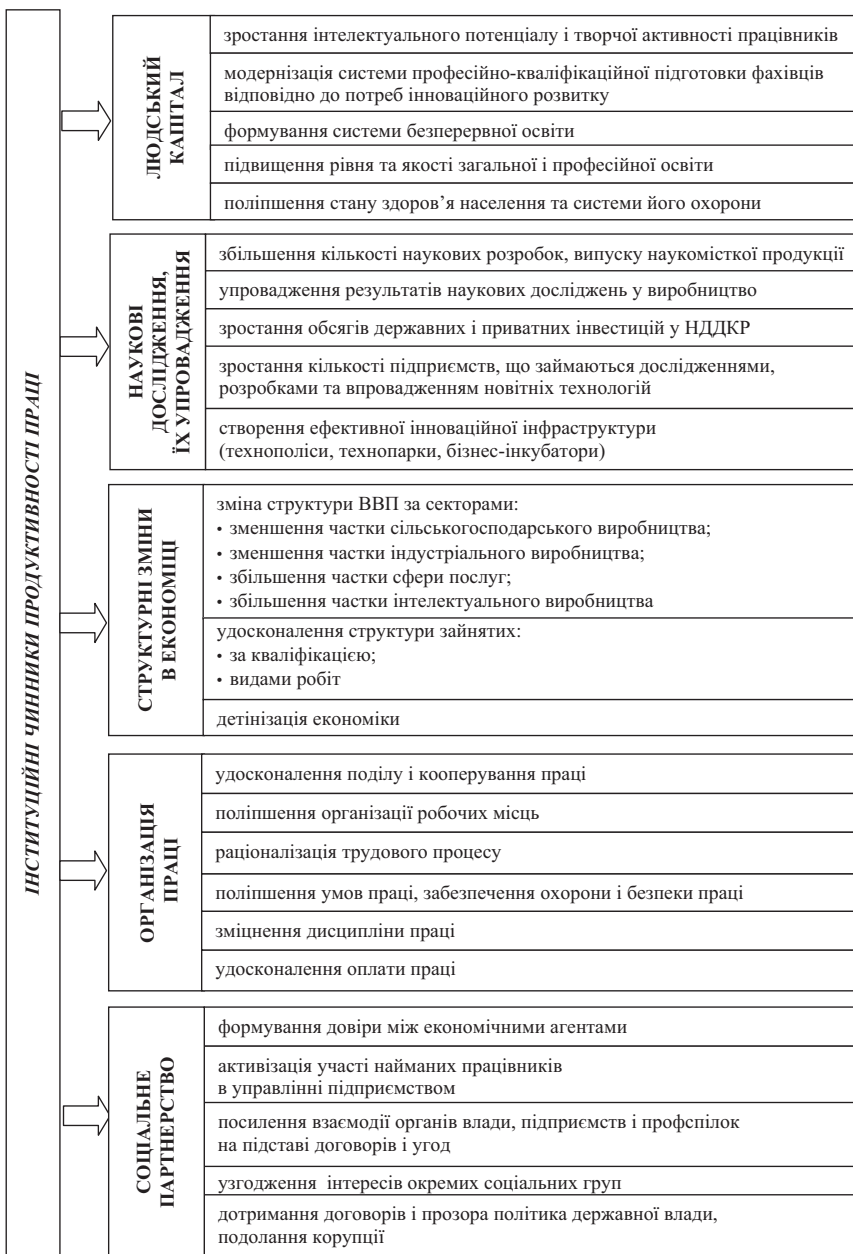 ІНСТИТУЦІЙНІ ЧИННИКИ ПРОДУКТИВНОСТІ ПРАЦІ
ЛЮДСЬКИЙ
КАПІТАЛ
зростання інтелектуального потенціалу і творчої активності працівників
модернізація системи професійно-кваліфікаційної підготовки фахівців
відповідно до потреб інноваційного розвитку
формування системи безперервної освіти
підвищення рівня та якості загальної і професійної освіти
поліпшення стану здоров’я населення та системи його охорони
НАУКОВІ
ДОСЛІДЖЕННЯ,
ЇХ УПРОВАДЖЕННЯ
збільшення кількості наукових розробок, випуску наукомісткої продукції
упровадження результатів наукових досліджень у виробництво
зростання обсягів державних і приватних інвестицій у НДДКР
зростання кількості підприємств, що займаються дослідженнями,
розробками та впровадженням новітніх технологій
створення ефективної інноваційної інфраструктури
(технополіси, технопарки, бізнес-інкубатори)
СТРУКТУРНІ ЗМІНИ
В ЕКОНОМІЦІ
зміна структури ВВП за секторами:
• зменшення частки сільськогосподарського виробництва;
• зменшення частки індустріального виробництва;
• збільшення частки сфери послуг;
• збільшення частки інтелектуального виробництва
удосконалення структури зайнятих:
• за кваліфікацією;
• видами робіт
детінізація економіки
ОРГАНІЗАЦІЯ
ПРАЦІ
удосконалення поділу і кооперування праці
поліпшення організації робочих місць
раціоналізація трудового процесу
поліпшення умов праці, забезпечення охорони і безпеки праці
зміцнення дисципліни праці
удосконалення оплати праці
СОЦІАЛЬНЕ
ПАРТНЕРСТВО
формування довіри між економічними агентами
активізація участі найманих працівників
в управлінні підприємством
посилення взаємодії органів влади, підприємств і профспілок
на підставі договорів і угод
узгодження інтересів окремих соціальних груп
дотримання договорів і прозора політика державної влади,
подолання корупції